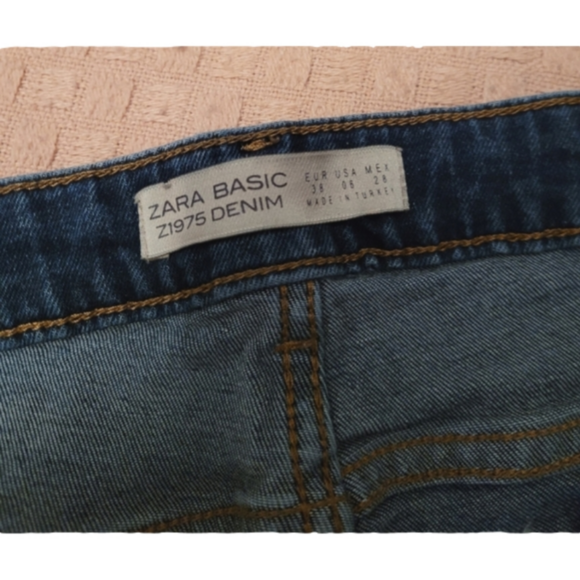 ZARA BASIC
Z1975 DENIM
EUR USA MEX
38 06 28
MADE IN TURKEY